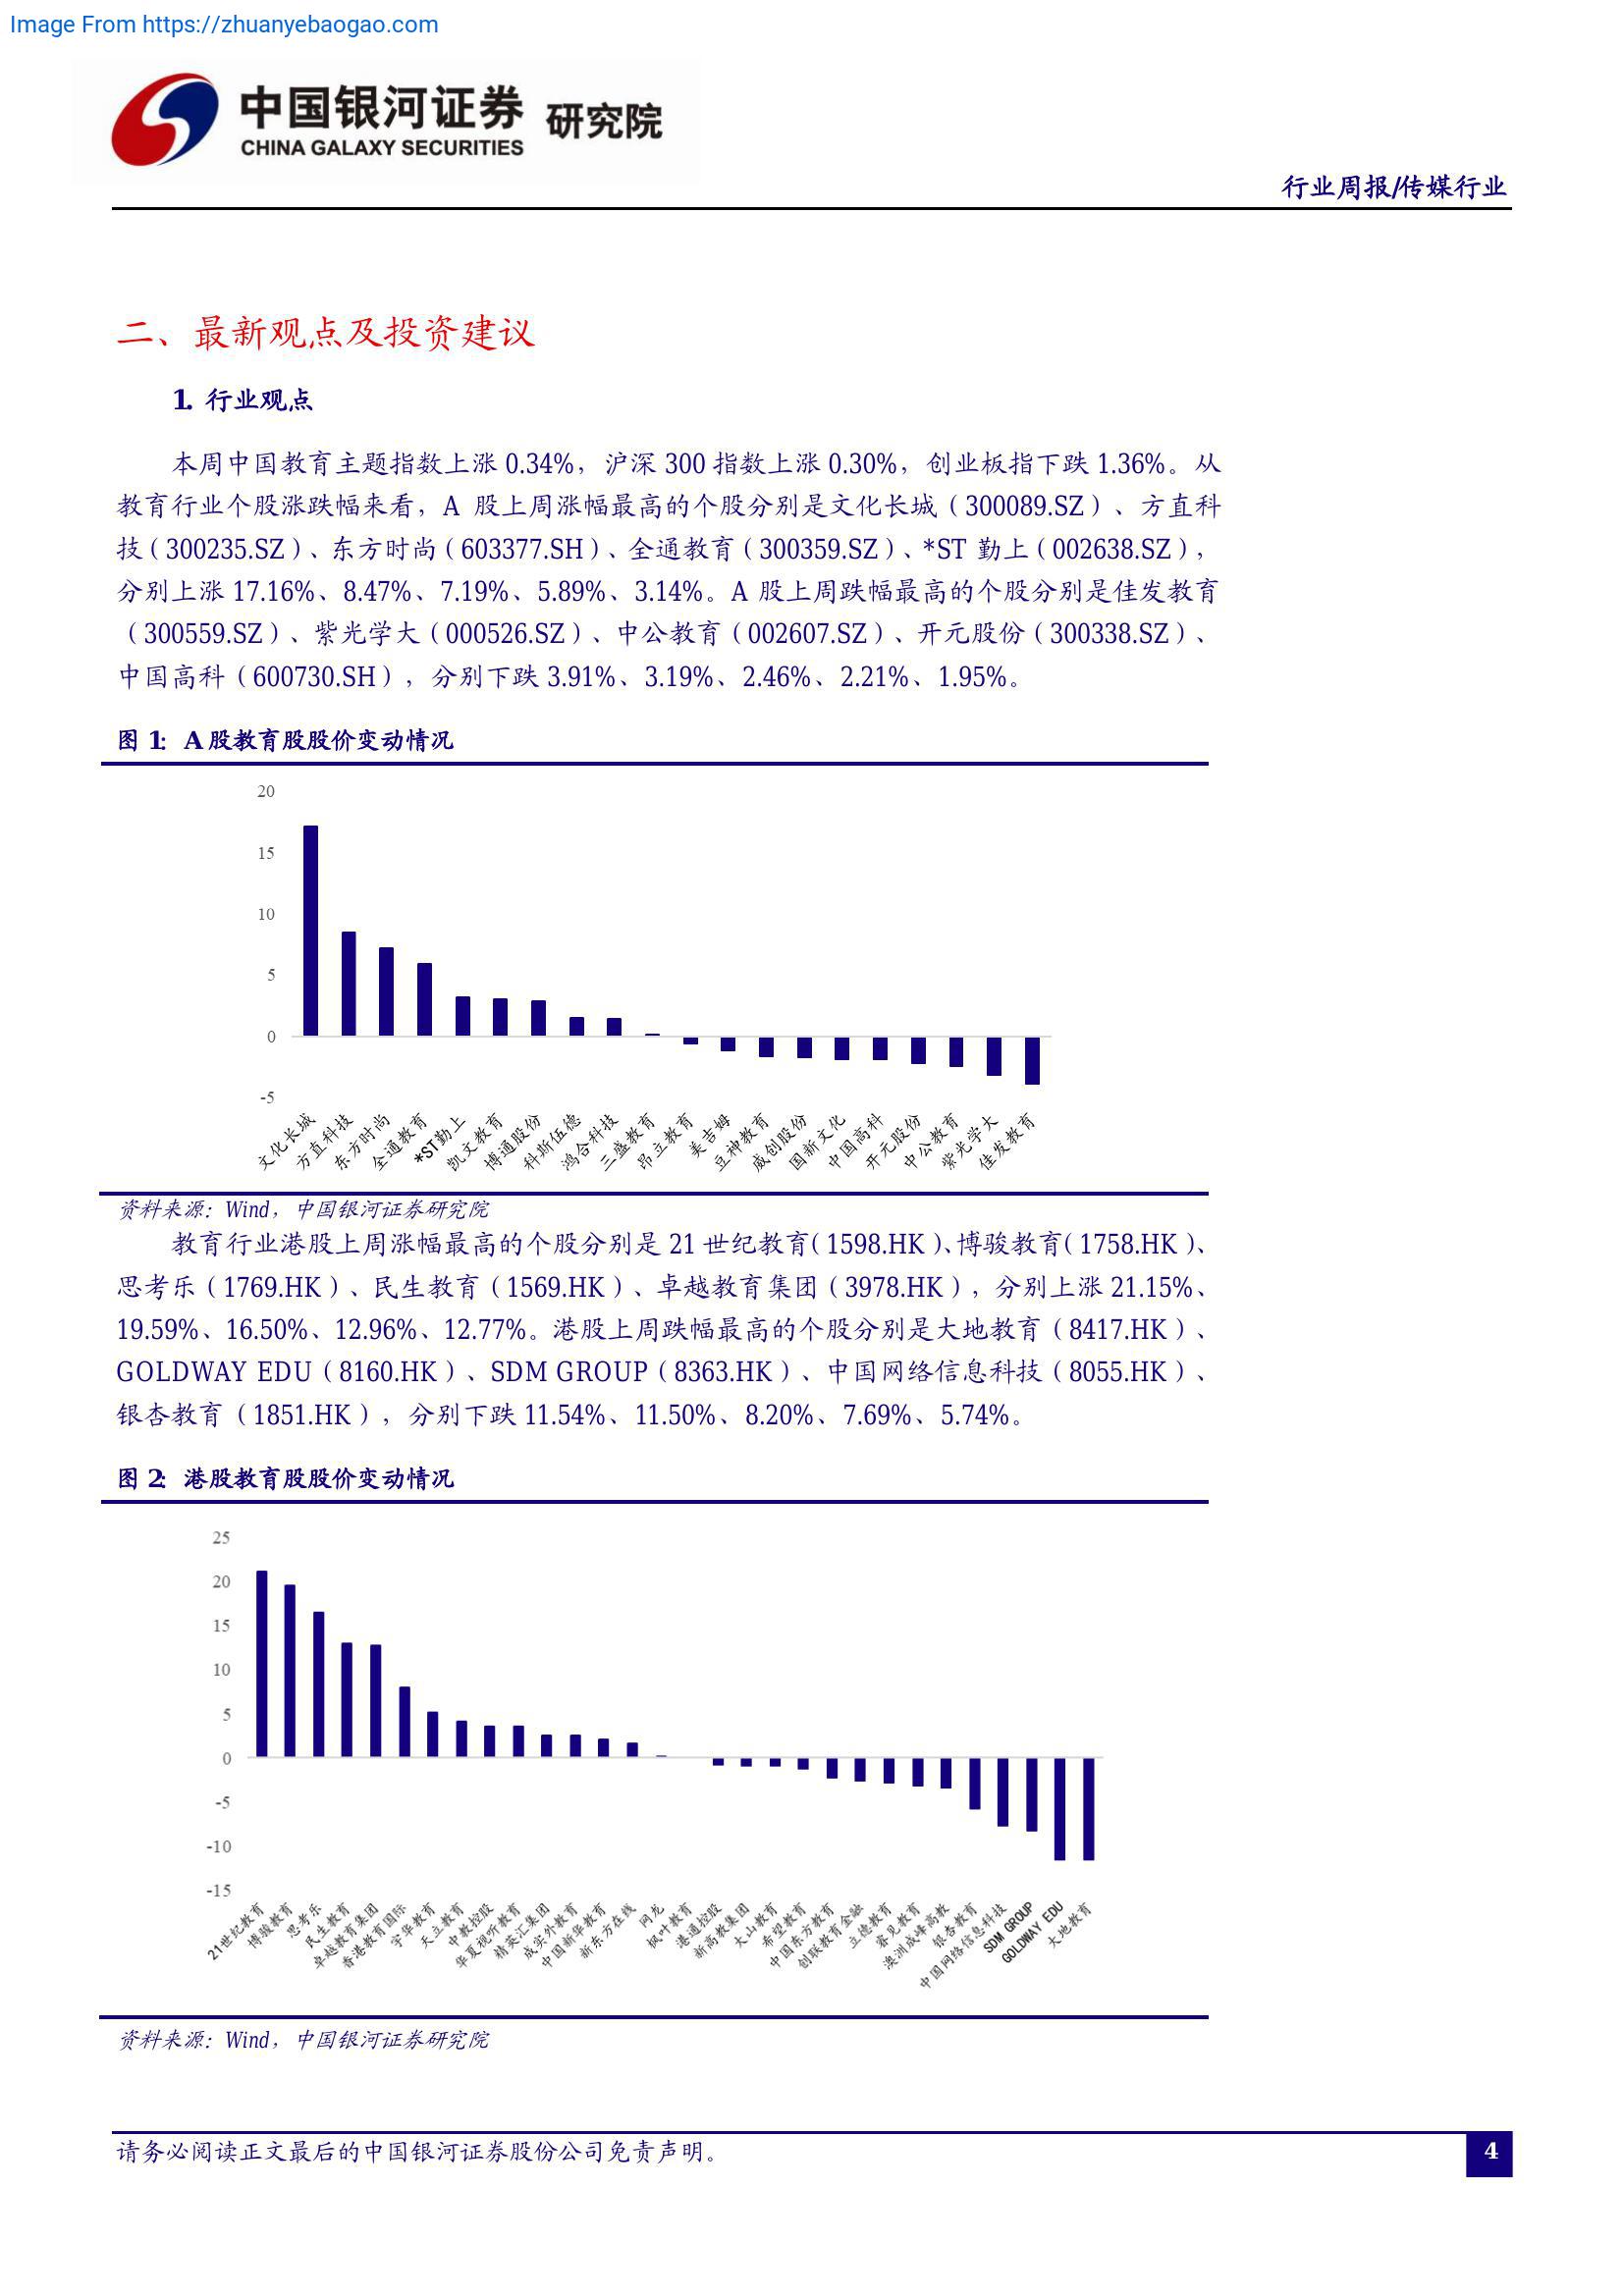 Image From https://zhuanyebaogao.com
中国银河证券 研究院
CHINA GALAXY SECURITIES
行业周报/传媒行业
二、最新观点及投资建议
1. 行业观点
本周中国教育主题指数上涨 0.34%，沪深 300 指数上涨 0.30%，创业板指下跌 1.36%。从
教育行业个股涨跌幅来看，A 股上周涨幅最高的个股分别是文化长城（300089.SZ）、方直科
技（300235.SZ）、东方时尚（603377.SH）、全通教育（300359.SZ）、*ST 勤上（002638.SZ），
分别上涨 17.16%、8.47%、7.19%、5.89%、3.14%。A 股上周跌幅最高的个股分别是佳发教育
（300559.SZ）、紫光学大（000526.SZ）、中公教育（002607.SZ）、开元股份（300338.SZ）、
中国高科（600730.SH），分别下跌 3.91%、3.19%、2.46%、2.21%、1.95%。
图 1: A 股教育股股价变动情况
20
15
10
5
0
-5
文化长城
方直科技
东方时尚
全通教育
*ST勤上
凯文教育
博通股份
科斯伍德
鸿合科技
三盛教育
昂立教育
美吉姆
豆神教育
威创股份
国新文化
中国高科
开元股份
中公教育
紫光学大
佳发教育
资料来源：Wind，中国银河证券研究院
教育行业港股上周涨幅最高的个股分别是 21 世纪教育（1598.HK）、博骏教育（1758.HK）、
思考乐（1769.HK）、民生教育（1569.HK）、卓越教育集团（3978.HK），分别上涨 21.15%、
19.59%、16.50%、12.96%、12.77%。港股上周跌幅最高的个股分别是大地教育（8417.HK）、
GOLDWAY EDU（8160.HK）、SDM GROUP（8363.HK）、中国网络信息科技（8055.HK）、
银杏教育（1851.HK），分别下跌 11.54%、11.50%、8.20%、7.69%、5.74%。
图 2: 港股教育股股价变动情况
25
20
15
10
5
0
-5
-10
-15
21世纪教育
博骏教育
思考乐
民生教育
卓越教育集团
香港教育国际
宇华教育
天立教育
中教控股
华夏视听教育
精英汇集团
成实外教育
中国新华教育
新东方在线
网龙
枫叶教育
港通控股
新高教集团
大山教育
希望教育
中国东方教育
创联教育金融
立德教育
睿见教育
澳洲成峰高教
银杏教育
中国网络信息科技
SDM GROUP
GOLDWAY EDU
大地教育
资料来源：Wind，中国银河证券研究院
请务必阅读正文最后的中国银河证券股份公司免责声明。
4